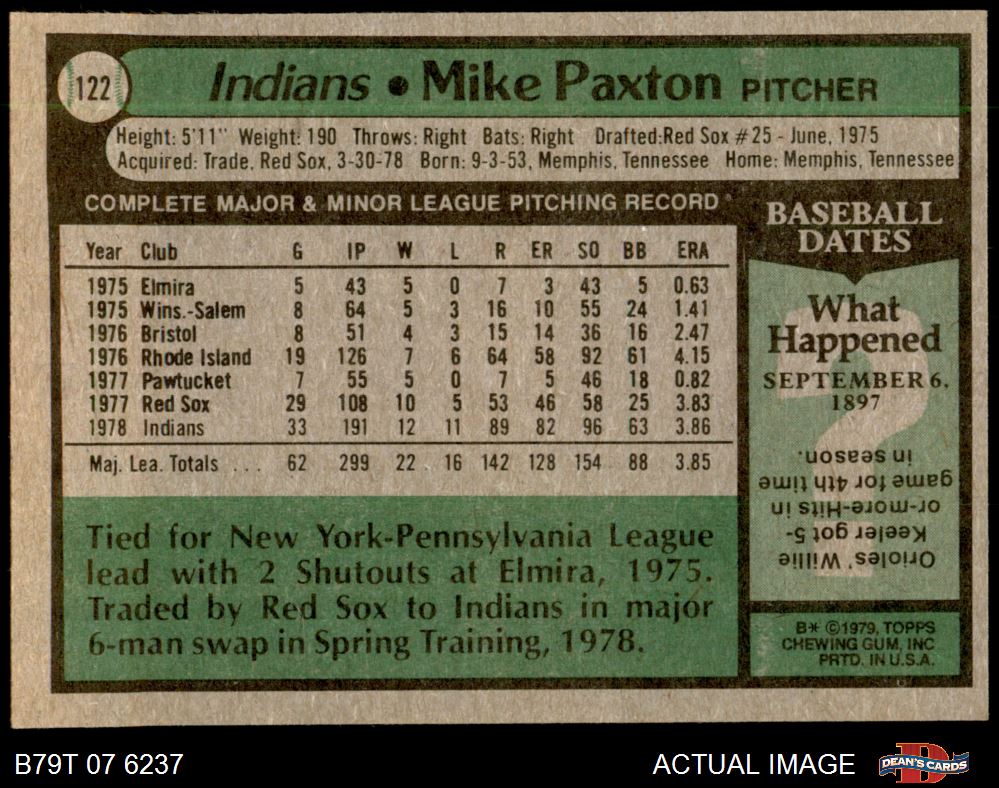 122
Indians • Mike Paxton PITCHER
Height: 5'11" Weight: 190 Throws: Right Bats: Right Drafted:Red Sox #25 - June, 1975
Acquired: Trade, Red Sox, 3-30-78 Born: 9-3-53, Memphis, Tennessee Home: Memphis, Tennessee
COMPLETE MAJOR & MINOR LEAGUE PITCHING RECORD
Year Club G IP W L R ER SO BB ERA
1975 Elmira 5 43 5 0 7 3 43 5 0.63
1975 Wins.-Salem 8 64 5 3 16 10 55 24 1.41
1976 Bristol 8 51 4 3 15 14 36 16 2.47
1976 Rhode Island 19 126 7 6 64 58 92 61 4.15
1977 Pawtucket 7 55 5 0 7 5 46 18 0.82
1977 Red Sox 29 108 10 5 53 46 58 25 3.83
1978 Indians 33 191 12 11 89 82 96 63 3.86
Maj. Lea. Totals ... 62 299 22 16 142 128 154 88 3.85
Tied for New York-Pennsylvania League
lead with 2 Shutouts at Elmira, 1975.
Traded by Red Sox to Indians in major
6-man swap in Spring Training, 1978.
BASEBALL
DATES
What
Happened
SEPTEMBER 6,
1897
?
Orioles' Willie
Keeler got 5-
or-more-Hits in
game for 4th time
in season.
B* ©1979, TOPPS
CHEWING GUM, INC
PRTD. IN U.S.A.
B79T 07 6237
ACTUAL IMAGE
DEAN'S CARDS